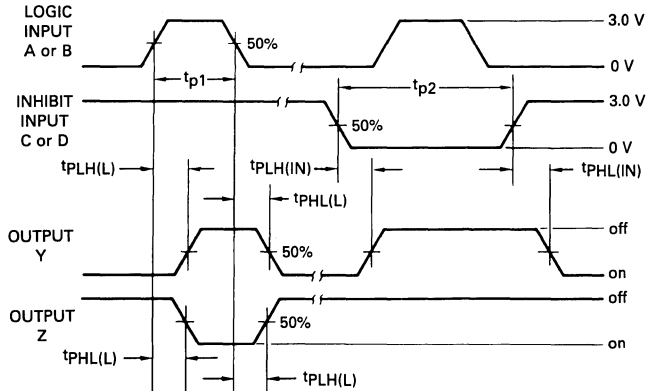 LOGIC
INPUT
A or B
50%
3.0 V
0 V
tp1
tp2
INHIBIT
INPUT
C or D
50%
3.0 V
0 V
tPLH(L)
tPLH(IN)
tPHL(IN)
tPHL(L)
OUTPUT
Y
50%
off
on
OUTPUT
Z
50%
off
on
tPHL(L)
tPLH(L)